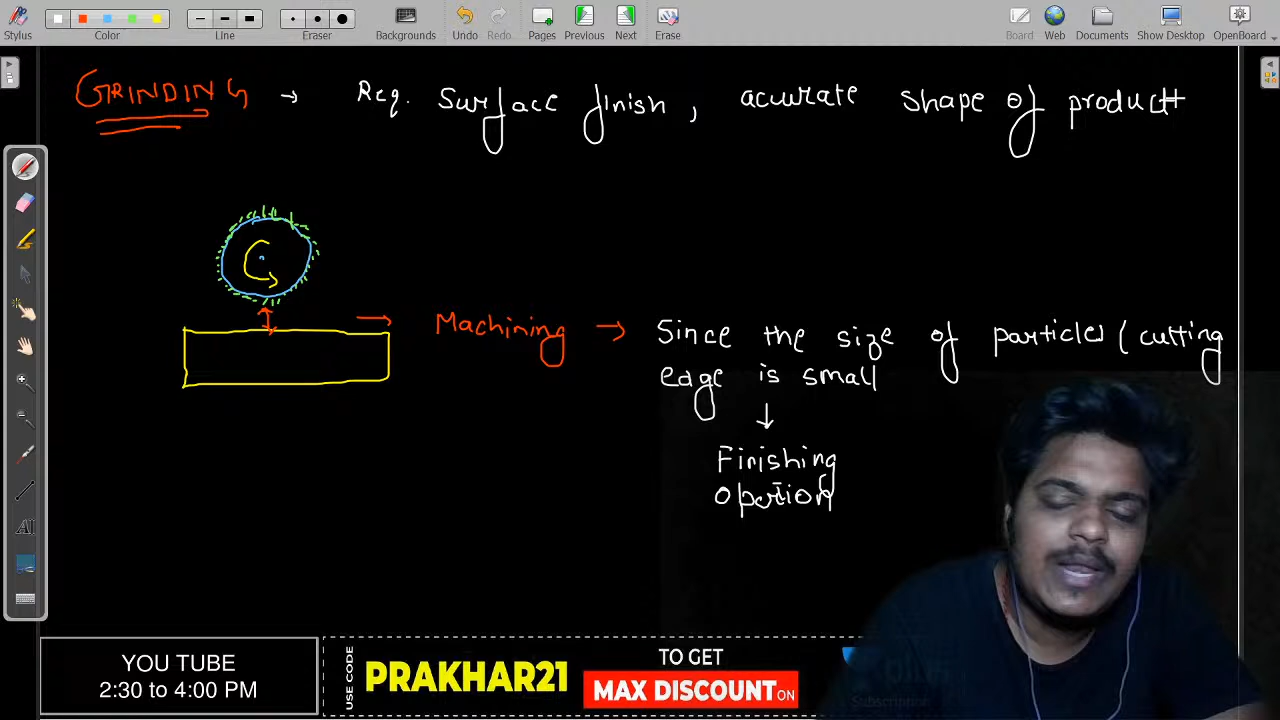 Stylus
Color
Line
Eraser
Backgrounds
Undo
Redo
Pages
Previous
Next
Erase
Board
Web
Documents
Show Desktop
OpenBoard
GRINDING → Req. Surface finish, acurate shape of product
Machining → Since the size of particles (cutting
edge is small
↓
Finishing
Opertion
YOU TUBE
2:30 to 4:00 PM
USE CODE
PRAKHAR21
TO GET
MAX DISCOUNT ON
Subscription